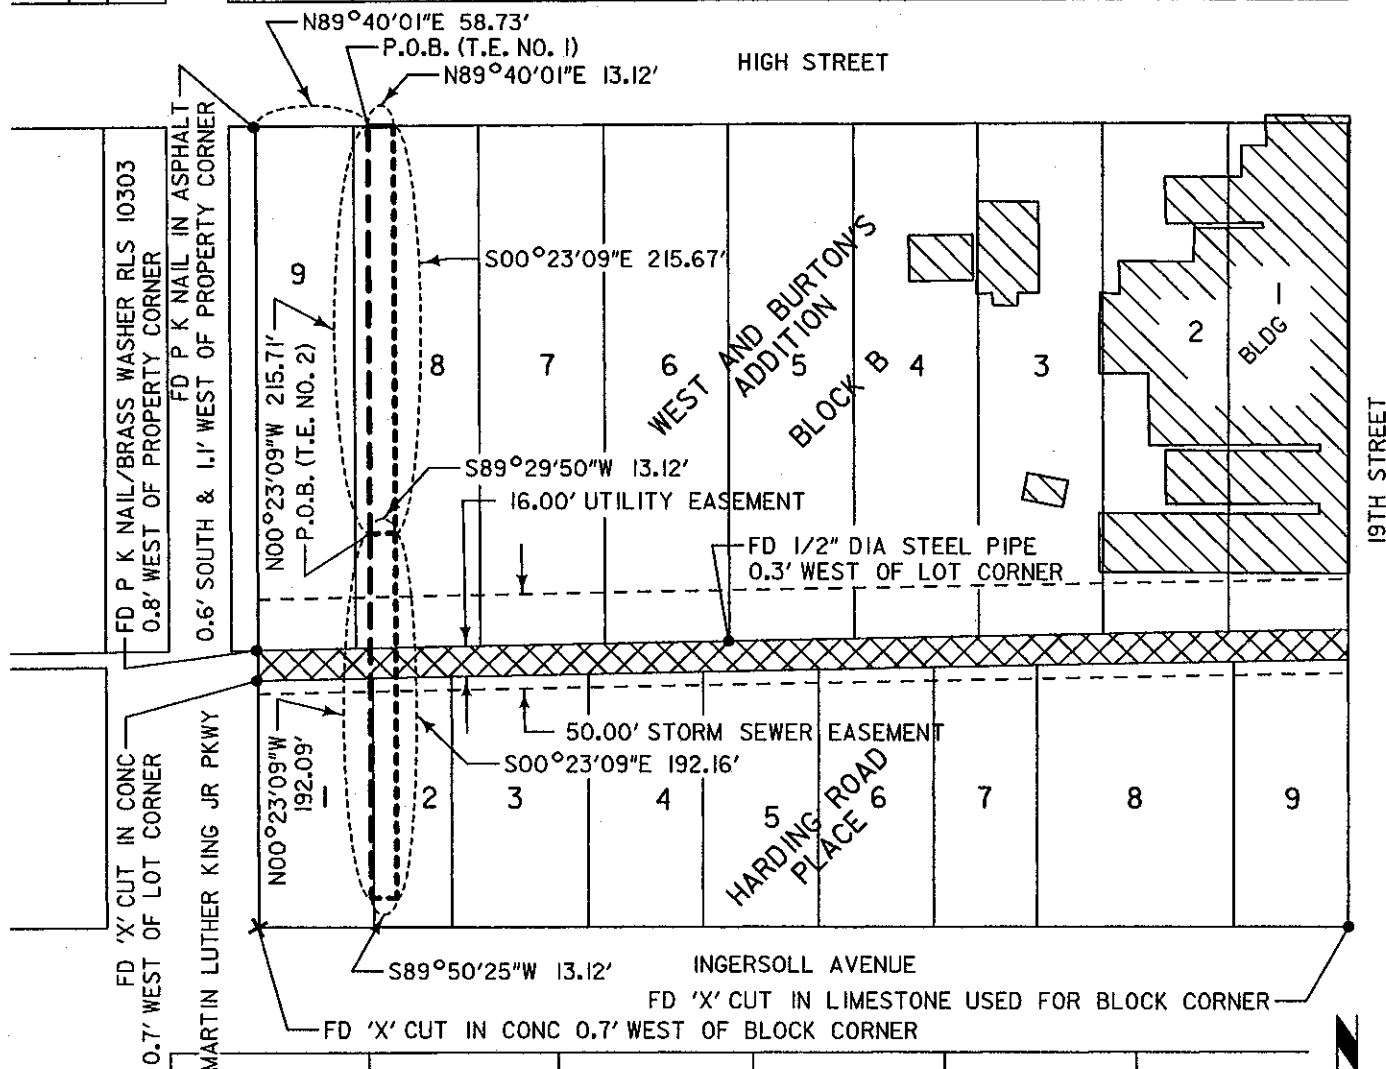 N89°40'01"E 58.73'
P.O.B. (T.E. NO. 1)
N89°40'01"E 13.12'
HIGH STREET
FD P K NAIL/BRASS WASHER RLS 10303
0.8' WEST OF PROPERTY CORNER
FD P K NAIL IN ASPHALT
0.6' SOUTH & 1.1' WEST OF PROPERTY CORNER
9
8
7
6
5
4
3
2
1
BLDG
S00°23'09"E 215.67'
WEST AND BURTON'S
ADDITION
BLOCK B
N00°23'09"W 215.71'
P.O.B. (T.E. NO. 2)
S89°29'50"W 13.12'
16.00' UTILITY EASEMENT
FD 1/2" DIA STEEL PIPE
0.3' WEST OF LOT CORNER
19TH STREET
50.00' STORM SEWER EASEMENT
S00°23'09"E 192.16'
N00°23'09"W
192.09'
1
2
3
4
5
6
7
8
9
HARDING ROAD
PLACE
FD 'X' CUT IN CONC
0.7' WEST OF LOT CORNER
MARTIN LUTHER KING JR PKWY
S89°50'25"W 13.12'
INGERSOLL AVENUE
FD 'X' CUT IN LIMESTONE USED FOR BLOCK CORNER
FD 'X' CUT IN CONC 0.7' WEST OF BLOCK CORNER
N